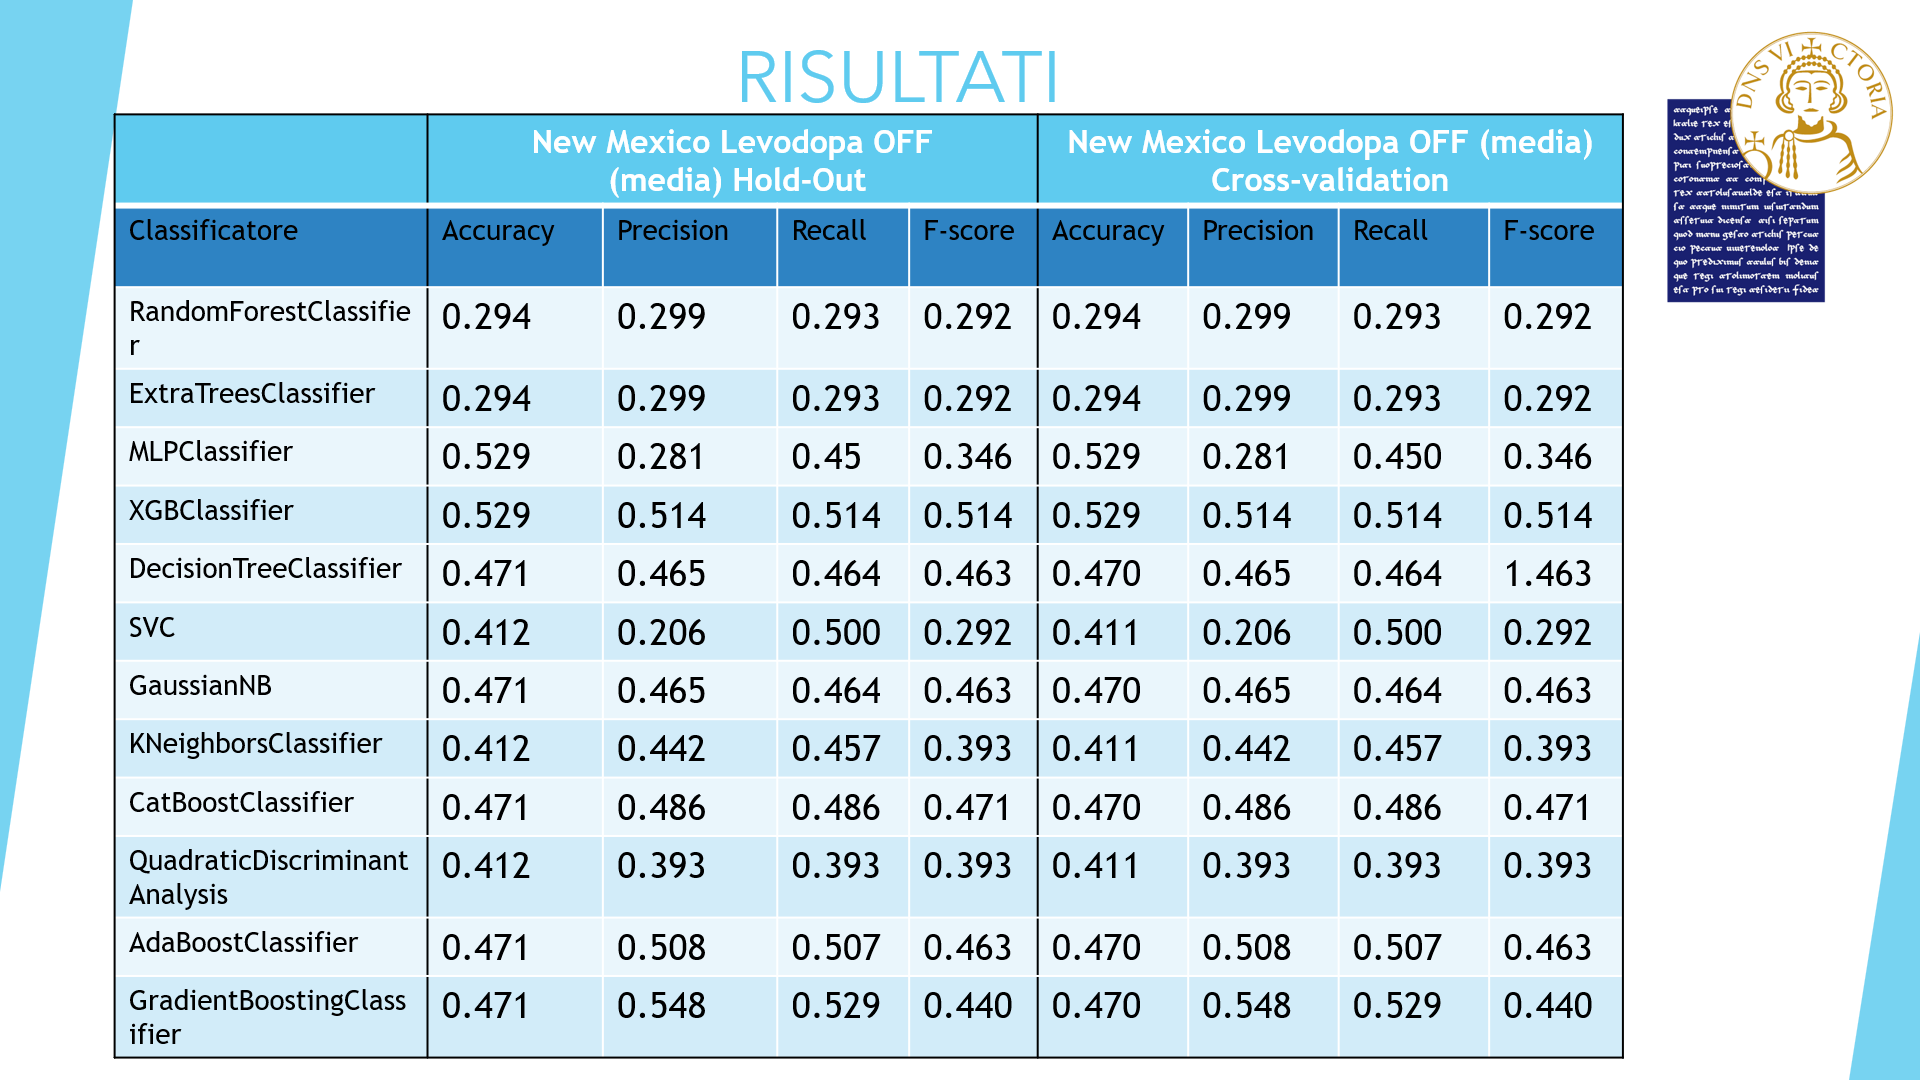 RISULTATI
New Mexico Levodopa OFF
(media) Hold-Out
New Mexico Levodopa OFF (media)
Cross-validation
Classificatore Accuracy Precision Recall F-score Accuracy Precision Recall F-score
RandomForestClassifie
r
0.294 0.299 0.293 0.292 0.294 0.299 0.293 0.292
ExtraTreesClassifier 0.294 0.299 0.293 0.292 0.294 0.299 0.293 0.292
MLPClassifier 0.529 0.281 0.45 0.346 0.529 0.281 0.450 0.346
XGBClassifier 0.529 0.514 0.514 0.514 0.529 0.514 0.514 0.514
DecisionTreeClassifier 0.471 0.465 0.464 0.463 0.470 0.465 0.464 1.463
SVC 0.412 0.206 0.500 0.292 0.411 0.206 0.500 0.292
GaussianNB 0.471 0.465 0.464 0.463 0.470 0.465 0.464 0.463
KNeighborsClassifier 0.412 0.442 0.457 0.393 0.411 0.442 0.457 0.393
CatBoostClassifier 0.471 0.486 0.486 0.471 0.470 0.486 0.486 0.471
QuadraticDiscriminant
Analysis
0.412 0.393 0.393 0.393 0.411 0.393 0.393 0.393
AdaBoostClassifier 0.471 0.508 0.507 0.463 0.470 0.508 0.507 0.463
GradientBoostingClass
ifier
0.471 0.548 0.529 0.440 0.470 0.548 0.529 0.440
DNS VICTORIA